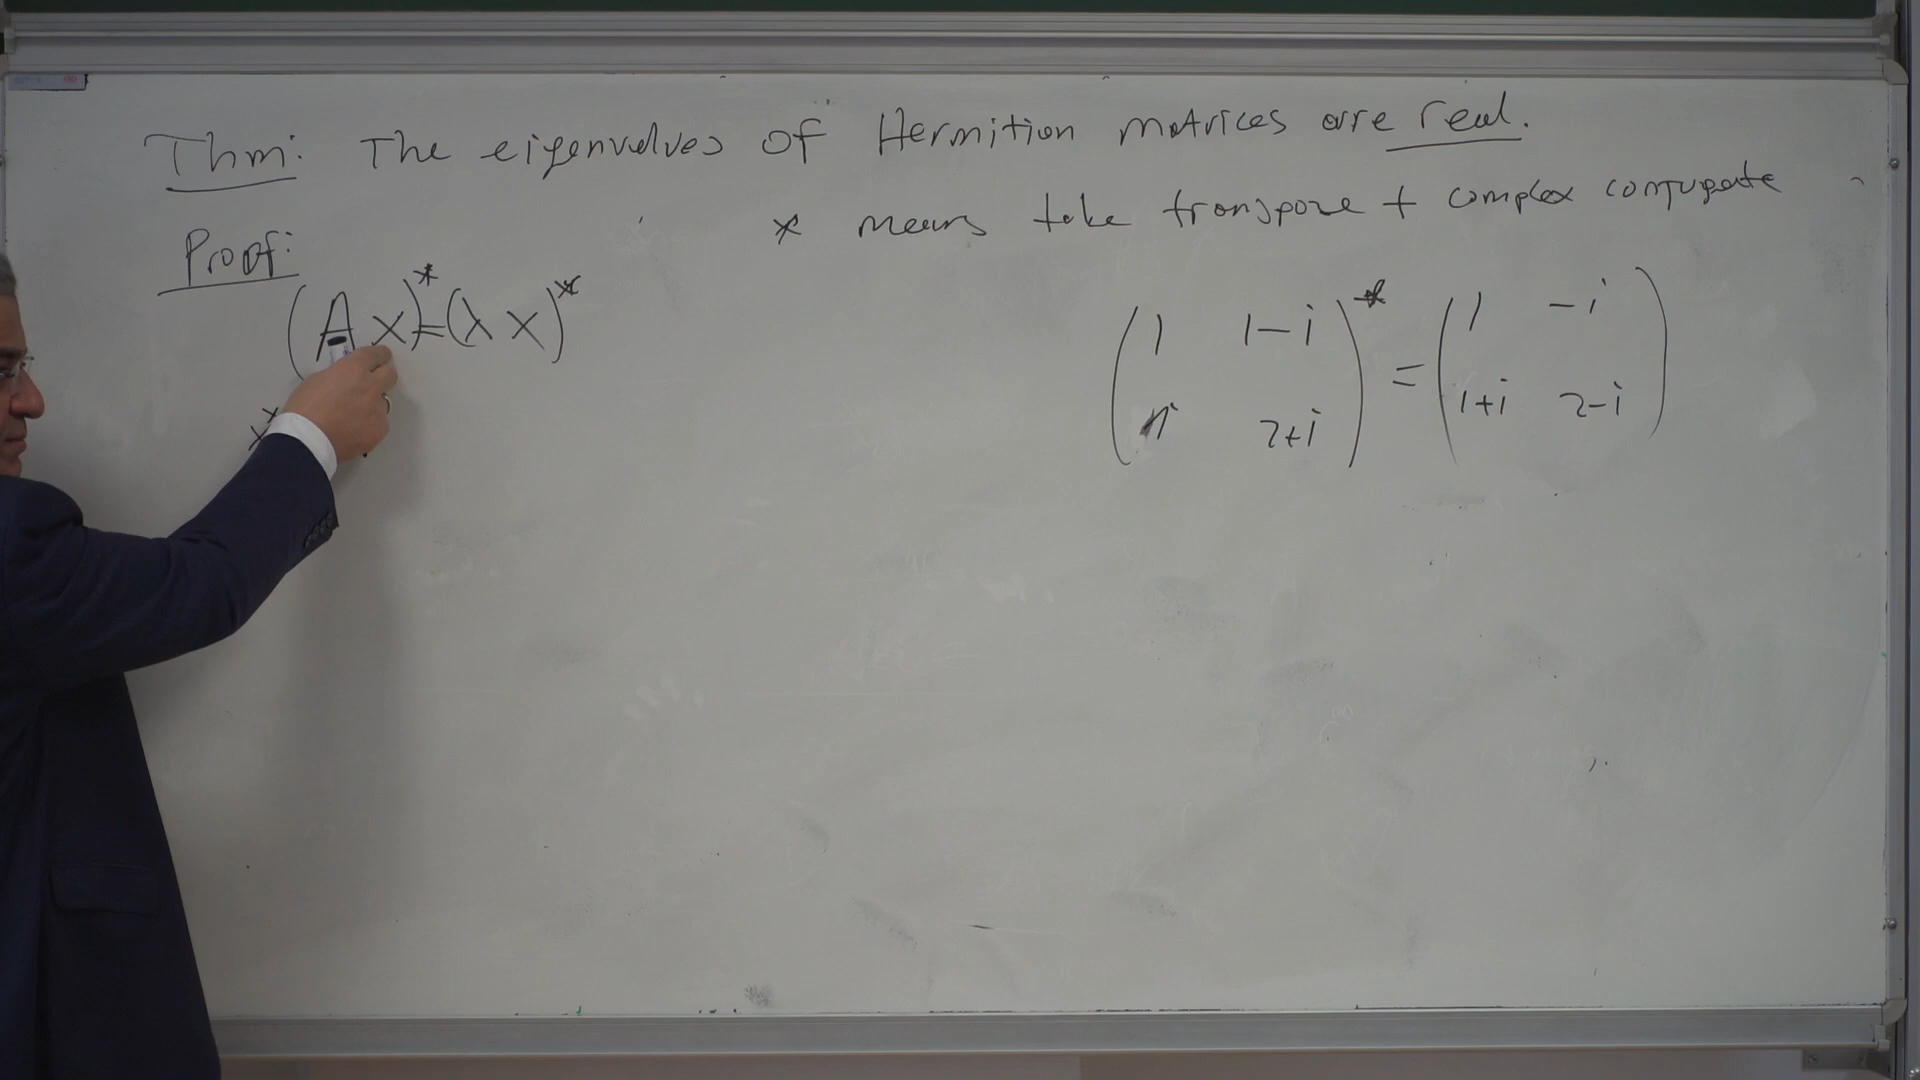 Thm: The eigenvalues of Hermition matrices are real.
* means take transpose + complex conjugate
Proof:
(Ax)* = (λx)*
(1 1-i
i 2+i)* = (1 -i
1+i 2-i)
x*